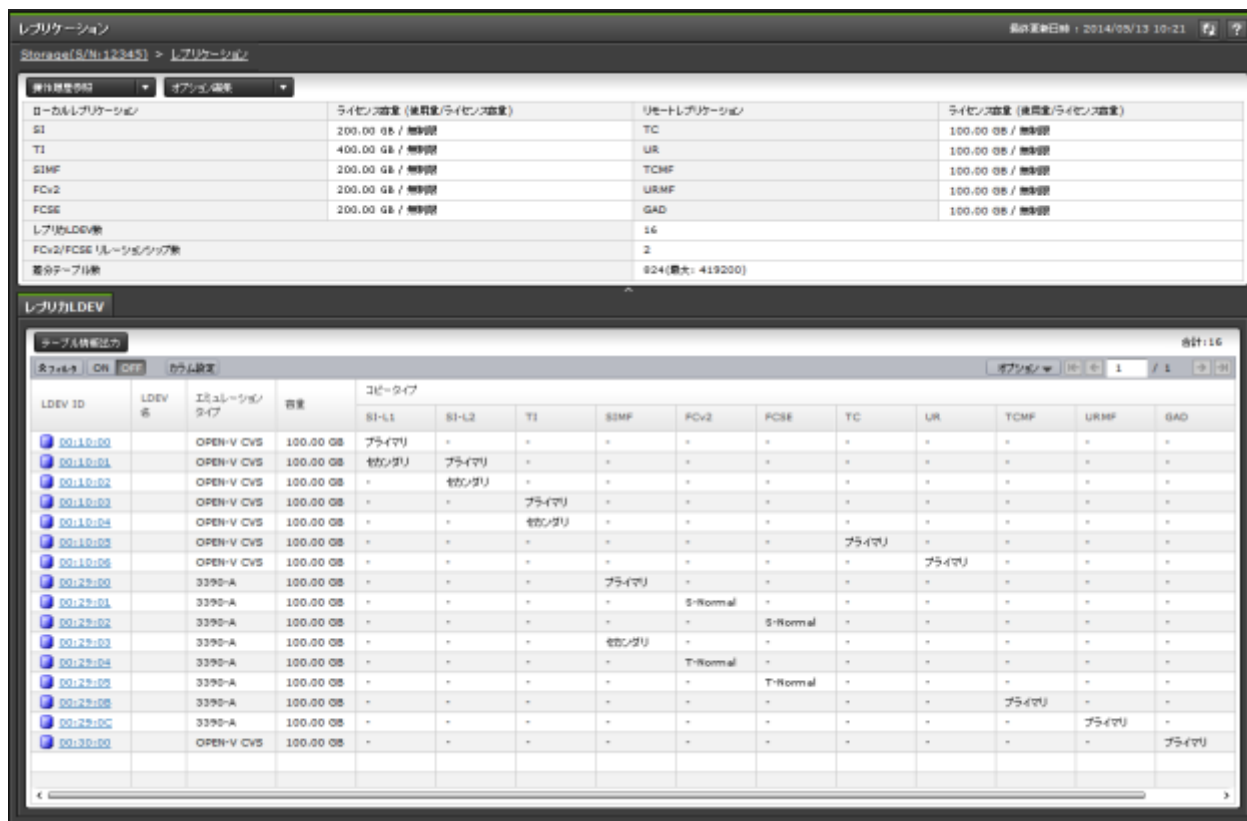 レプリケーション 最終更新日時 : 2014/05/13 10:21 ?
Storage(S/N:12345) > レプリケーション
操作履歴参照 オプション編集
ローカルレプリケーション ライセンス容量 (使用量/ライセンス容量) リモートレプリケーション ライセンス容量 (使用量/ライセンス容量)
SI 200.00 GB / 無制限 TC 100.00 GB / 無制限
TI 400.00 GB / 無制限 UR 100.00 GB / 無制限
SIMF 200.00 GB / 無制限 TCMF 100.00 GB / 無制限
FCv2 200.00 GB / 無制限 URMF 100.00 GB / 無制限
FCSE 200.00 GB / 無制限 GAD 100.00 GB / 無制限
レプリカLDEV数 16
FCv2/FCSE リレーションシップ数 2
差分テーブル数 824(最大: 419200)
レプリカLDEV
テーブル情報出力 合計:16
フィルタ ON OFF カラム設定 オプション 1 / 1
LDEV ID LDEV名 エミュレーションタイプ 容量 コピータイプ
SI-L1 SI-L2 TI SIMF FCv2 FCSE TC UR TCMF URMF GAD
00:10:00 OPEN-V CVS 100.00 GB プライマリ - - - - - - - - - -
00:10:01 OPEN-V CVS 100.00 GB セカンダリ プライマリ - - - - - - - - -
00:10:02 OPEN-V CVS 100.00 GB - セカンダリ - - - - - - - - -
00:10:03 OPEN-V CVS 100.00 GB - - プライマリ - - - - - - - -
00:10:04 OPEN-V CVS 100.00 GB - - セカンダリ - - - - - - - -
00:10:05 OPEN-V CVS 100.00 GB - - - - - - プライマリ - - - -
00:10:06 OPEN-V CVS 100.00 GB - - - - - - - プライマリ - - -
00:29:00 3390-A 100.00 GB - - - プライマリ - - - - - - -
00:29:01 3390-A 100.00 GB - - - - S-Normal - - - - - -
00:29:02 3390-A 100.00 GB - - - - - S-Normal - - - - -
00:29:03 3390-A 100.00 GB - - - セカンダリ - - - - - - -
00:29:04 3390-A 100.00 GB - - - - T-Normal - - - - - -
00:29:05 3390-A 100.00 GB - - - - - T-Normal - - - - -
00:29:0B 3390-A 100.00 GB - - - - - - - - プライマリ - -
00:29:0C 3390-A 100.00 GB - - - - - - - - - プライマリ -
00:30:00 OPEN-V CVS 100.00 GB - - - - - - - - - - プライマリ